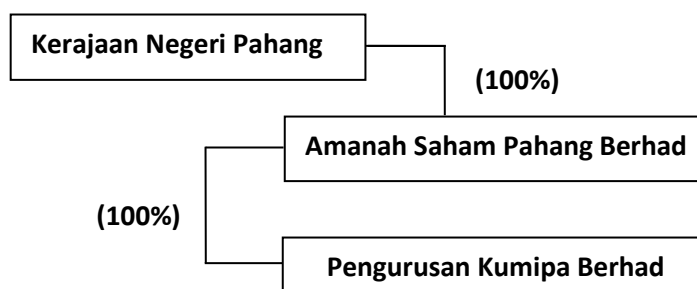 Kerajaan Negeri Pahang
(100%)
Amanah Saham Pahang Berhad
(100%)
Pengurusan Kumipa Berhad